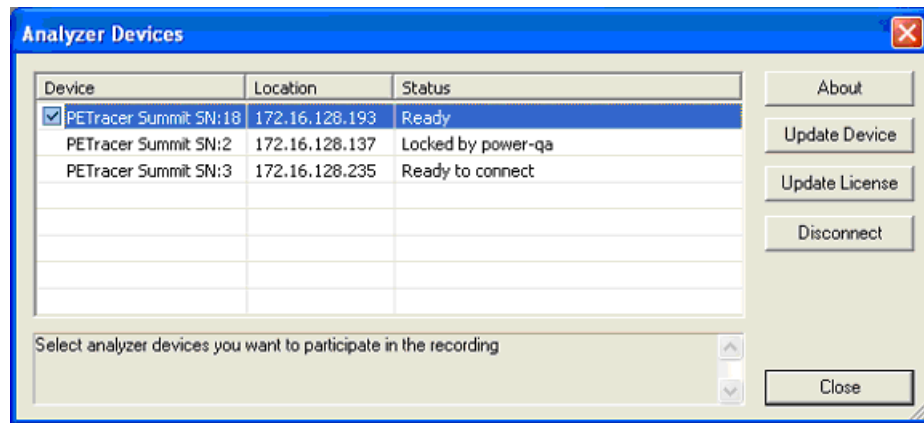 Analyzer Devices
Device Location Status
PETracer Summit SN:18 172.16.128.193 Ready
PETracer Summit SN:2 172.16.128.137 Locked by power-qa
PETracer Summit SN:3 172.16.128.235 Ready to connect
About
Update Device
Update License
Disconnect
Select analyzer devices you want to participate in the recording
Close